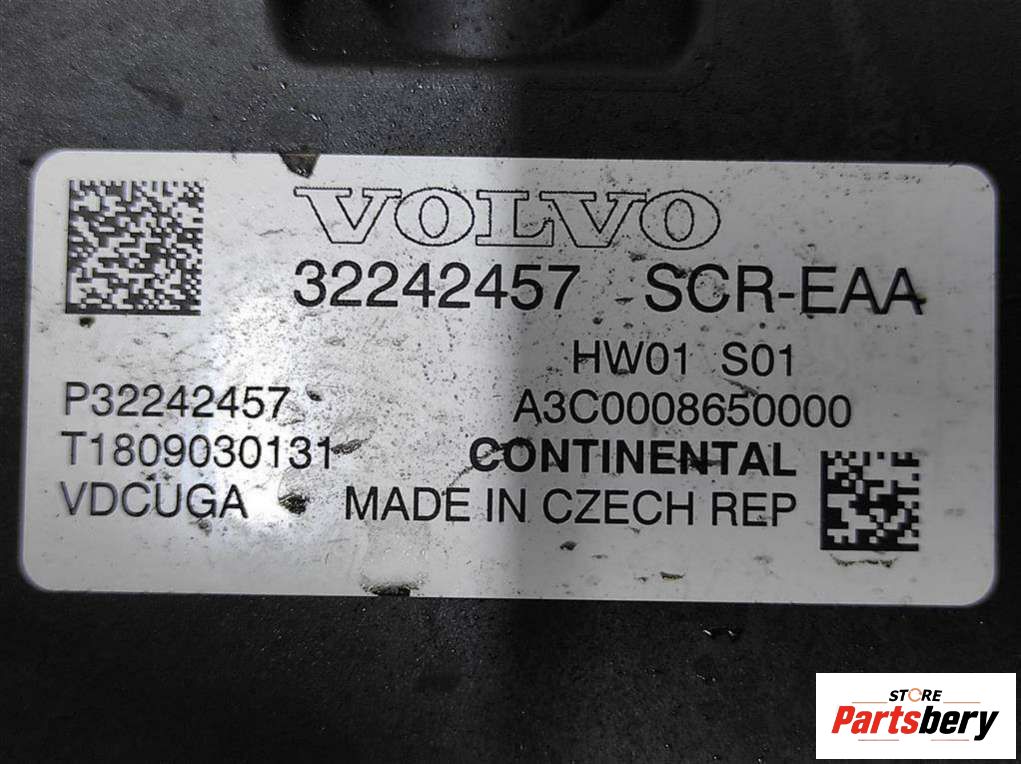 VOLVO
32242457 SCR-EAA
HW01 S01
P32242457 A3C0008650000
T1809030131 CONTINENTAL
VDCUGA MADE IN CZECH REP
STORE
Partsbery